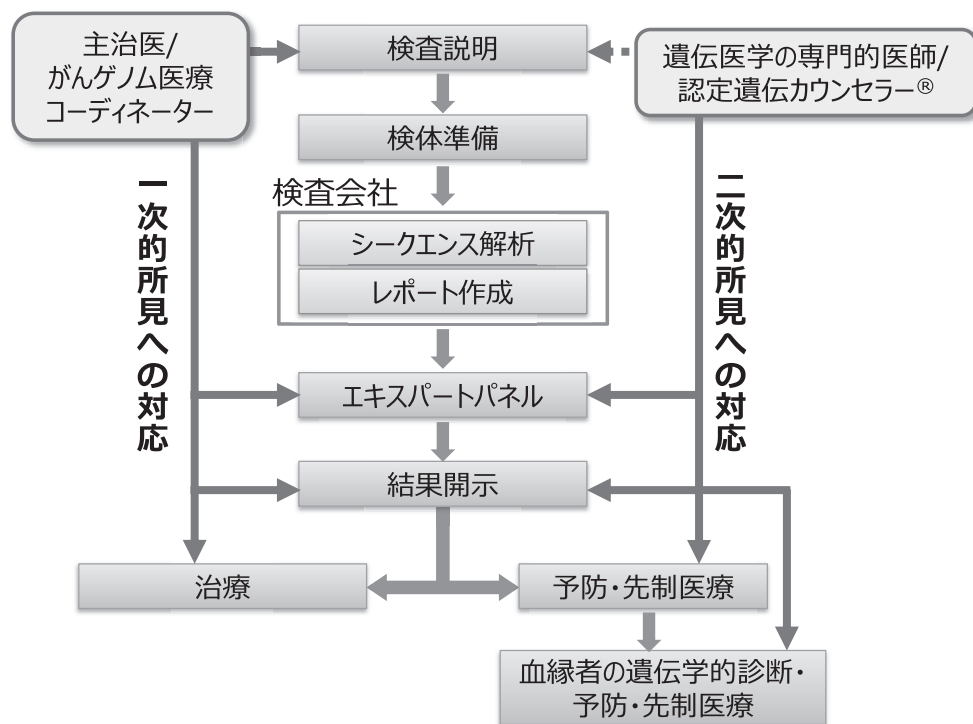 主治医/
がんゲノム医療
コーディネーター
検査説明
遺伝医学の専門的医師/
認定遺伝カウンセラー®
検体準備
検査会社
シークエンス解析
レポート作成
一次的所見への対応
二次的所見への対応
エキスパートパネル
結果開示
治療
予防・先制医療
血縁者の遺伝学的診断・
予防・先制医療